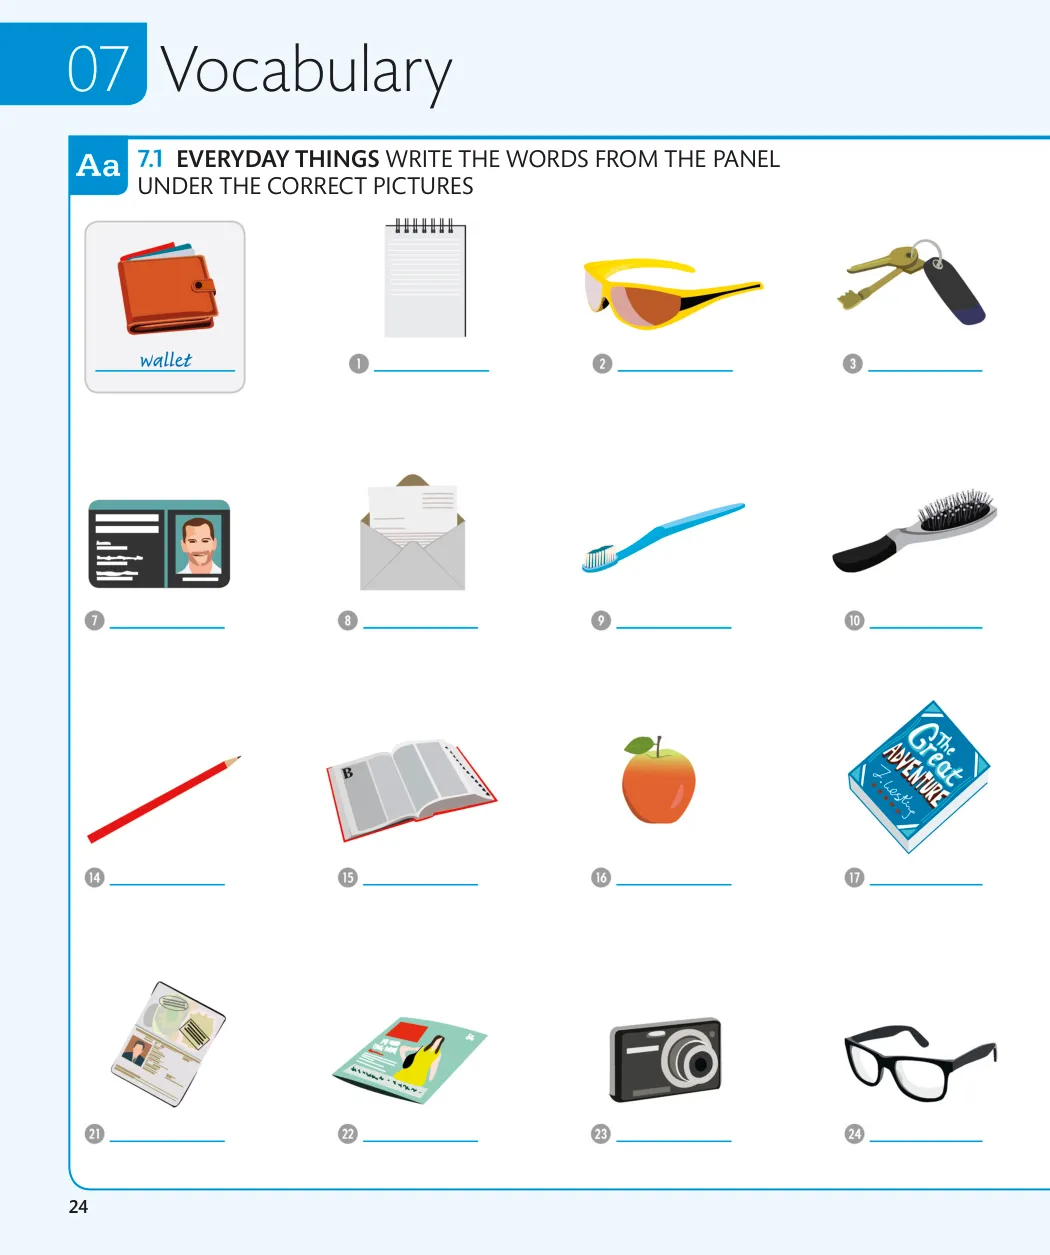 07 Vocabulary
Aa
7.1 EVERYDAY THINGS WRITE THE WORDS FROM THE PANEL
UNDER THE CORRECT PICTURES
wallet
1
2
3
7
8
9
10
B
The
Great
ADVENTURE
14
15
16
17
21
22
23
24
24